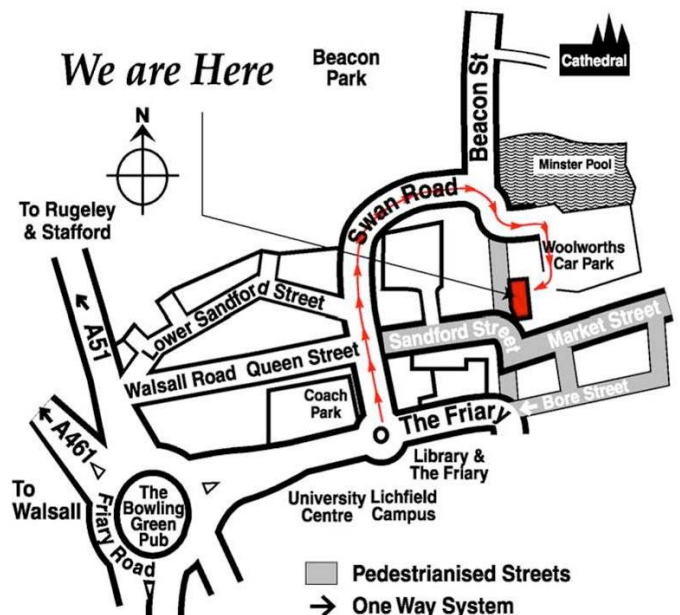 We are Here
Beacon
Park
Cathedral
N
Beacon St
Minster Pool
To Rugeley
& Stafford
Swan Road
Woolworths
Car Park
Lower Sandford Street
A51
Sandford Street
Market Street
Walsall Road Queen Street
Coach
Park
The Friary
Bore Street
A461
To
Walsall
The
Bowling
Green
Pub
Friary Road
Library &
The Friary
University Lichfield
Centre Campus
Pedestrianised Streets
One Way System